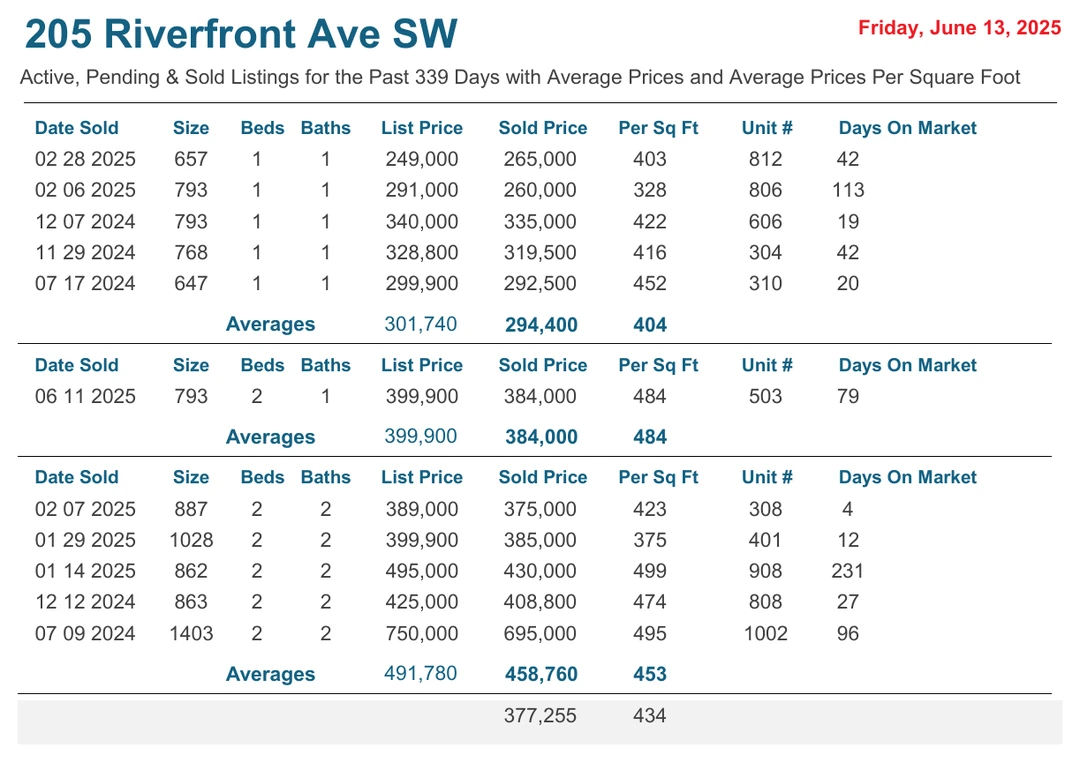 205 Riverfront Ave SW Friday, June 13, 2025
Active, Pending & Sold Listings for the Past 339 Days with Average Prices and Average Prices Per Square Foot
Date Sold Size Beds Baths List Price Sold Price Per Sq Ft Unit # Days On Market
02 28 2025 657 1 1 249,000 265,000 403 812 42
02 06 2025 793 1 1 291,000 260,000 328 806 113
12 07 2024 793 1 1 340,000 335,000 422 606 19
11 29 2024 768 1 1 328,800 319,500 416 304 42
07 17 2024 647 1 1 299,900 292,500 452 310 20
Averages 301,740 294,400 404
Date Sold Size Beds Baths List Price Sold Price Per Sq Ft Unit # Days On Market
06 11 2025 793 2 1 399,900 384,000 484 503 79
Averages 399,900 384,000 484
Date Sold Size Beds Baths List Price Sold Price Per Sq Ft Unit # Days On Market
02 07 2025 887 2 2 389,000 375,000 423 308 4
01 29 2025 1028 2 2 399,900 385,000 375 401 12
01 14 2025 862 2 2 495,000 430,000 499 908 231
12 12 2024 863 2 2 425,000 408,800 474 808 27
07 09 2024 1403 2 2 750,000 695,000 495 1002 96
Averages 491,780 458,760 453
377,255 434